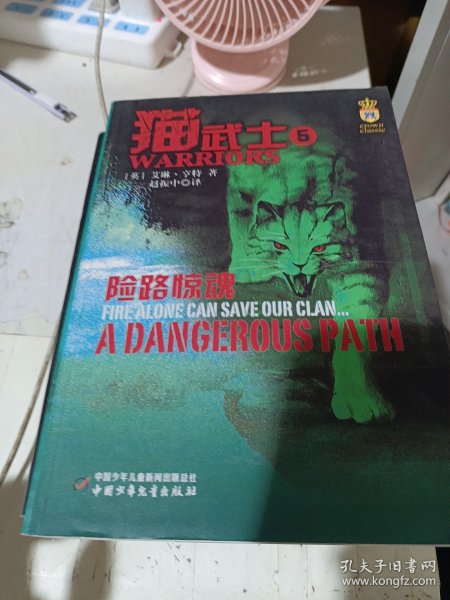 猫武士5
WARRIORS
crown
classic
[英] 艾琳·亨特 著
赵振中 译
险路惊魂
FIRE ALONE CAN SAVE OUR CLAN...
A DANGEROUS PATH
中国少年儿童新闻出版总社
中国少年儿童出版社
孔夫子旧书网
www.kongfz.com